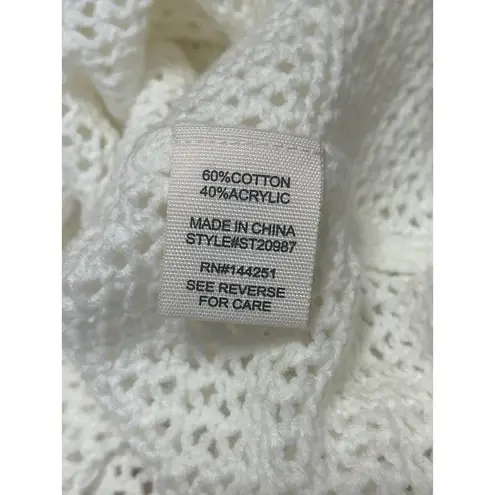 60%COTTON
40%ACRYLIC
MADE IN CHINA
STYLE#ST20987
RN#144251
SEE REVERSE
FOR CARE